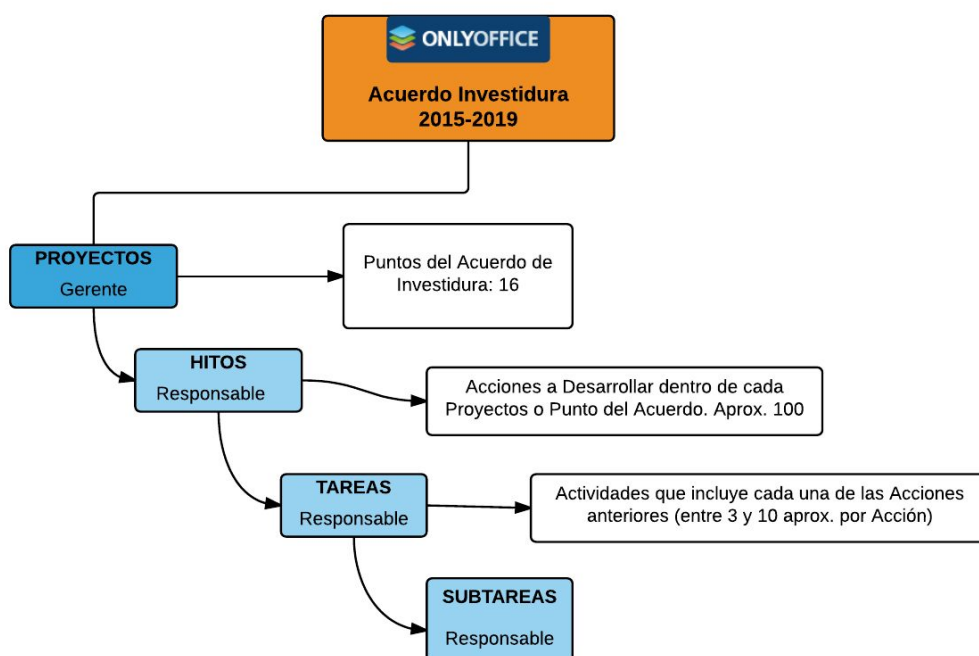 ONLYOFFICE
Acuerdo Investidura
2015-2019
PROYECTOS
Gerente
Puntos del Acuerdo de
Investidura: 16
HITOS
Responsable
Acciones a Desarrollar dentro de cada
Proyectos o Punto del Acuerdo. Aprox. 100
TAREAS
Responsable
Actividades que incluye cada una de las Acciones
anteriores (entre 3 y 10 aprox. por Acción)
SUBTAREAS
Responsable